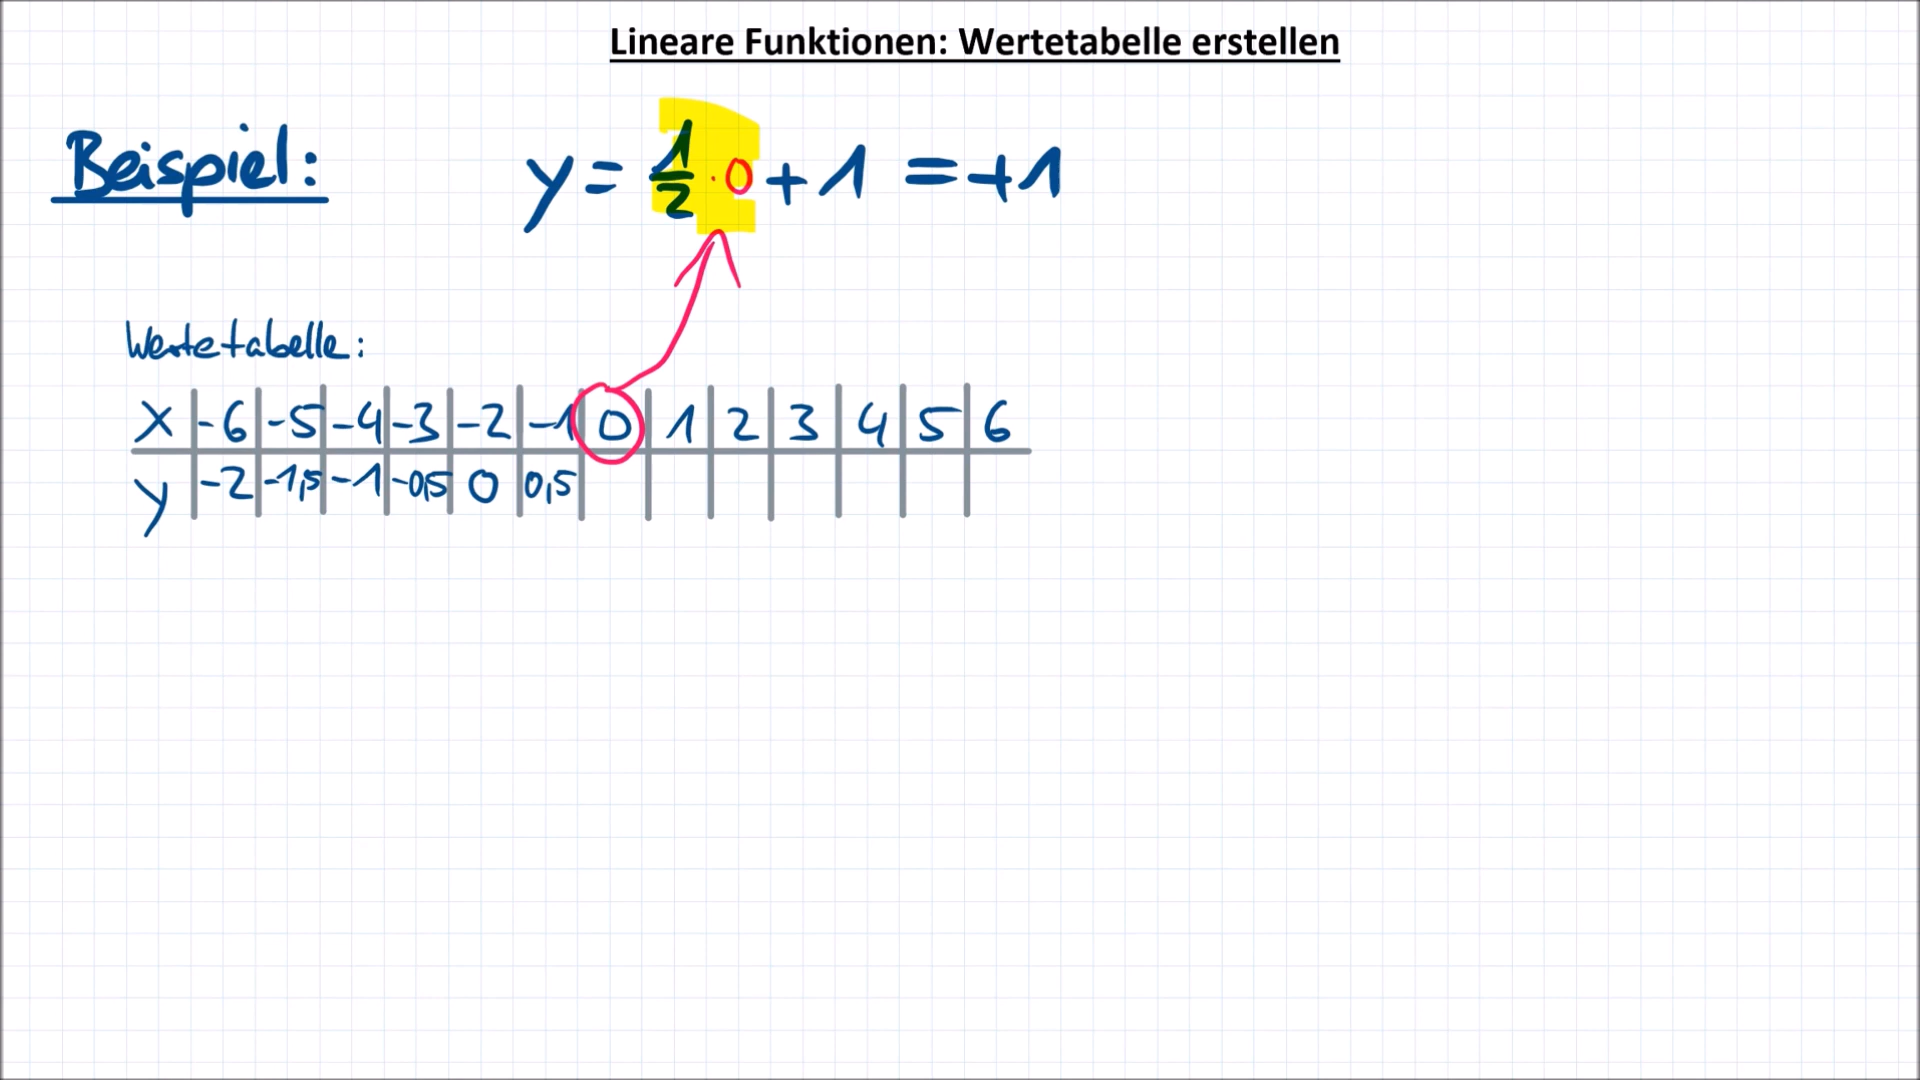 Lineare Funktionen: Wertetabelle erstellen
Beispiel: y = 1/2 · 0 + 1 = +1
Wertetabelle:
x | -6 | -5 | -4 | -3 | -2 | -1 | 0 | 1 | 2 | 3 | 4 | 5 | 6
y | -2 | -1,5 | -1 | -0,5 | 0 | 0,5